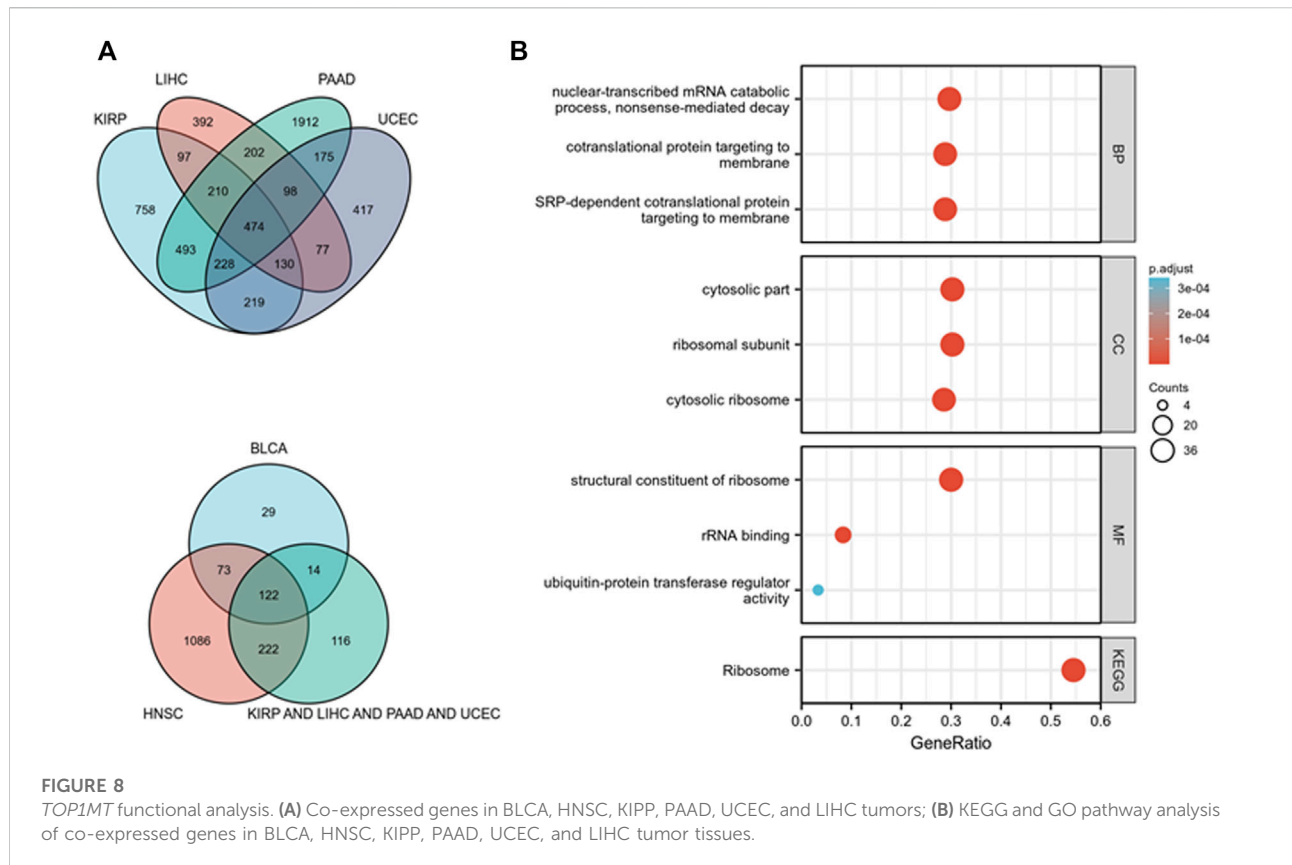 A
LIHC
PAAD
KIRP
UCEC
392
1912
97
202
175
210
98
758
417
474
493
77
228
130
219
BLCA
29
73
14
122
1086
222
116
HNSC
KIRP AND LIHC AND PAAD AND UCEC
B
nuclear-transcribed mRNA catabolic
process, nonsense-mediated decay
cotranslational protein targeting to
membrane
SRP-dependent cotranslational protein
targeting to membrane
BP
cytosolic part
ribosomal subunit
cytosolic ribosome
CC
structural constituent of ribosome
rRNA binding
ubiquitin-protein transferase regulator
activity
MF
Ribosome
KEGG
0.0 0.1 0.2 0.3 0.4 0.5 0.6
GeneRatio
p.adjust
3e-04
2e-04
1e-04
Counts
4
20
36
FIGURE 8
TOP1MT functional analysis. (A) Co-expressed genes in BLCA, HNSC, KIPP, PAAD, UCEC, and LIHC tumors; (B) KEGG and GO pathway analysis
of co-expressed genes in BLCA, HNSC, KIPP, PAAD, UCEC, and LIHC tumor tissues.